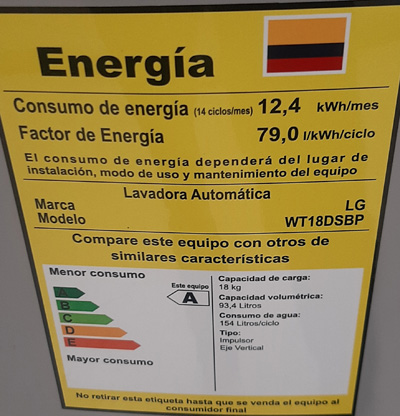 Energía
Consumo de energía (14 ciclos/mes) 12,4 kWh/mes
Factor de Energía 79,0 l/kWh/ciclo
El consumo de energía dependerá del lugar de
instalación, modo de uso y mantenimiento del equipo
Lavadora Automática
Marca LG
Modelo WT18DSBP
Compare este equipo con otros de
similares características
Menor consumo
Este equipo
A
A
B
C
D
E
Mayor consumo
Capacidad de carga:
18 kg
Capacidad volumétrica:
93,4 Litros
Consumo de agua:
154 Litros/ciclo
Tipo:
Impulsor
Eje Vertical
No retirar esta etiqueta hasta que se venda el equipo al
consumidor final